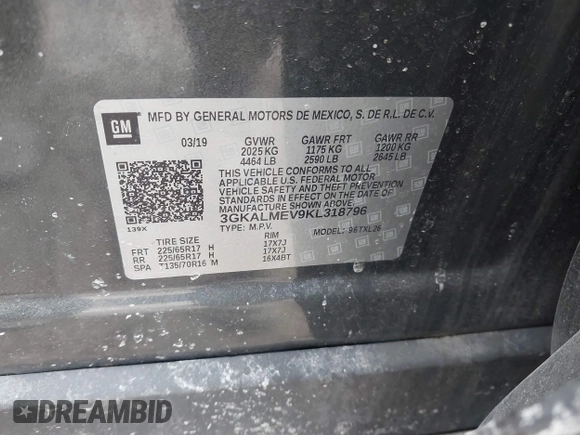 GM
MFD BY GENERAL MOTORS DE MEXICO, S. DE R.L. DE C.V.
03/19 GVWR GAWR FRT GAWR RR
2025 KG 1175 KG 1200 KG
4464 LB 2590 LB 2645 LB
THIS VEHICLE CONFORMS TO ALL
APPLICABLE U.S. FEDERAL MOTOR
VEHICLE SAFETY AND THEFT PREVENTION
STANDARDS IN EFFECT ON THE DATE OF
MANUFACTURE SHOWN ABOVE.
3GKALMEV9KL318796
TYPE: M.P.V. MODEL: 96TXL26
139X
TIRE SIZE RIM
FRT 225/65R17 H 17X7J
RR 225/65R17 H 17X7J
SPA T135/70R16 M 16X4BT
DREAMBID